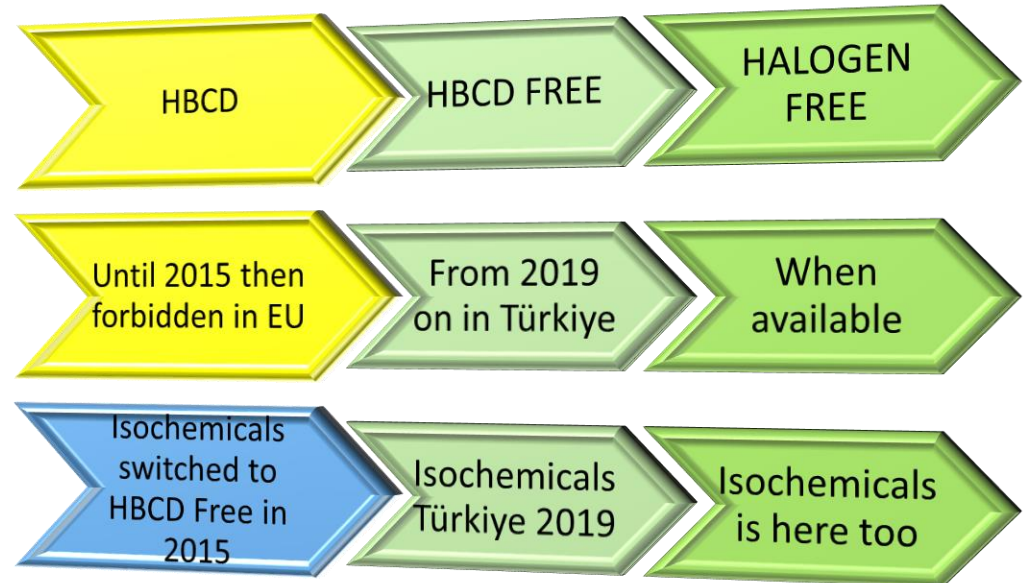 HBCD
HBCD FREE
HALOGEN
FREE
Until 2015 then
forbidden in EU
From 2019
on in Türkiye
When
available
Isochemicals
switched to
HBCD Free in
2015
Isochemicals
Türkiye 2019
Isochemicals
is here too